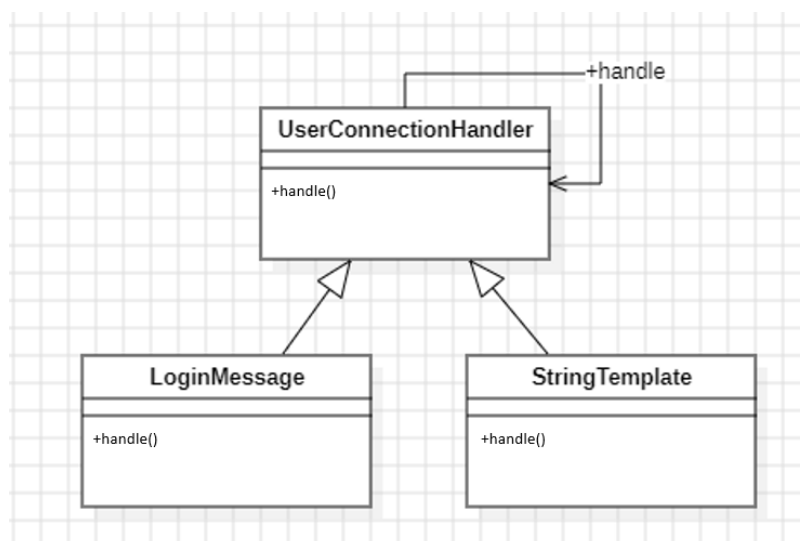 +handle
UserConnectionHandler
+handle()
LoginMessage
+handle()
StringTemplate
+handle()